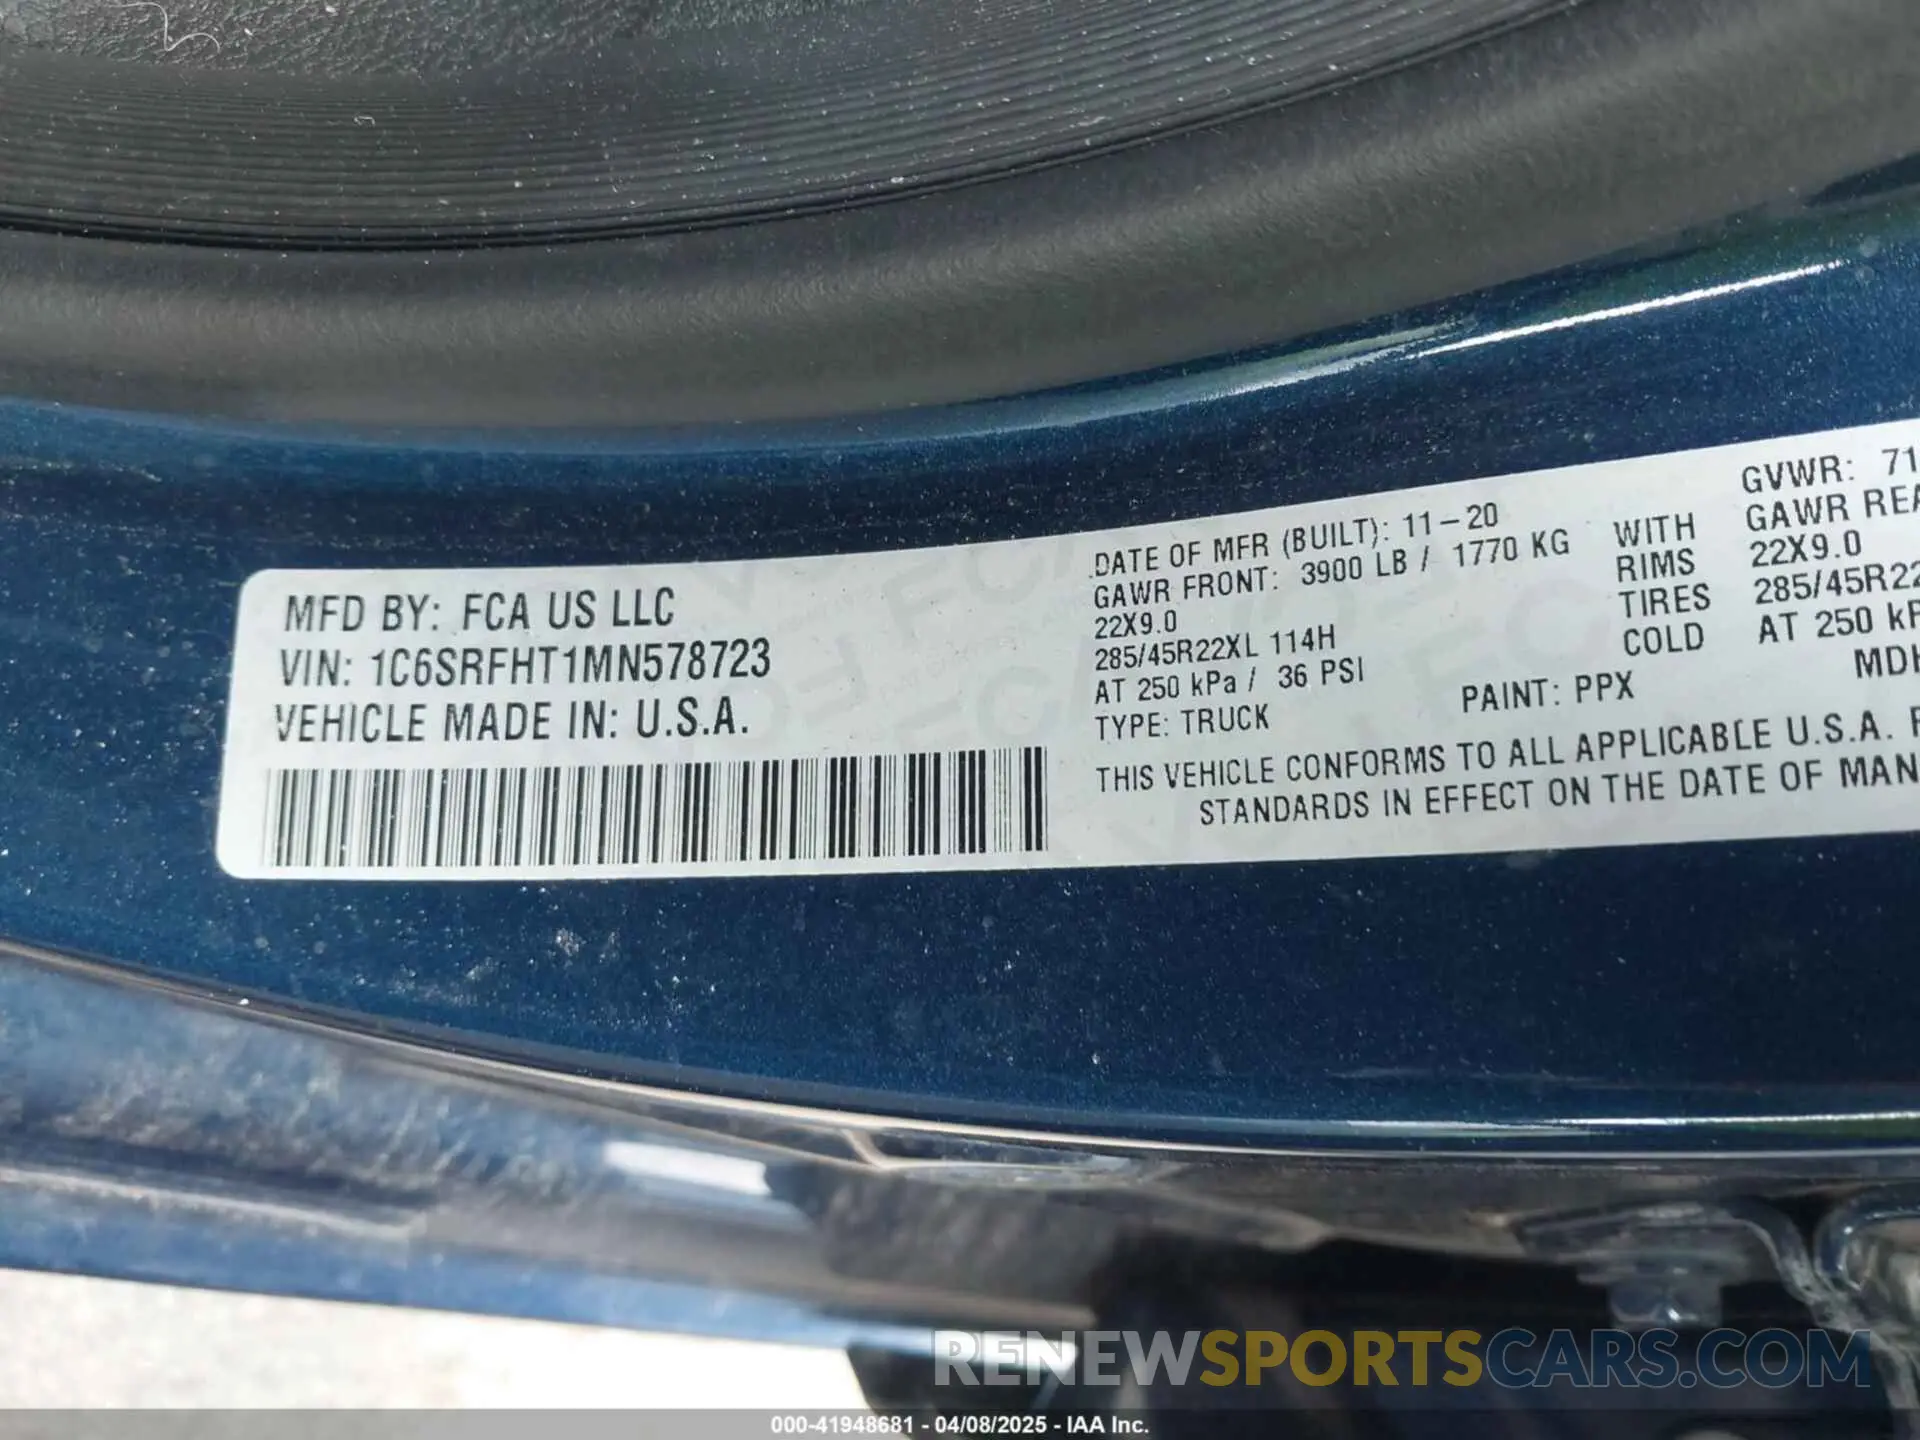 MFD BY: FCA US LLC
VIN: 1C6SRFHT1MN578723
VEHICLE MADE IN: U.S.A.
DATE OF MFR (BUILT): 11-20
GAWR FRONT: 3900 LB / 1770 KG
22X9.0
285/45R22XL 114H
AT 250 kPa / 36 PSI
TYPE: TRUCK
PAINT: PPX
WITH
RIMS
TIRES
COLD
GVWR: 71
GAWR REA
22X9.0
285/45R22
AT 250 kP
MDH
THIS VEHICLE CONFORMS TO ALL APPLICABLE U.S.A. F
STANDARDS IN EFFECT ON THE DATE OF MAN
RENEWSPORTSCARS.COM
000-41948681 - 04/08/2025 - IAA Inc.